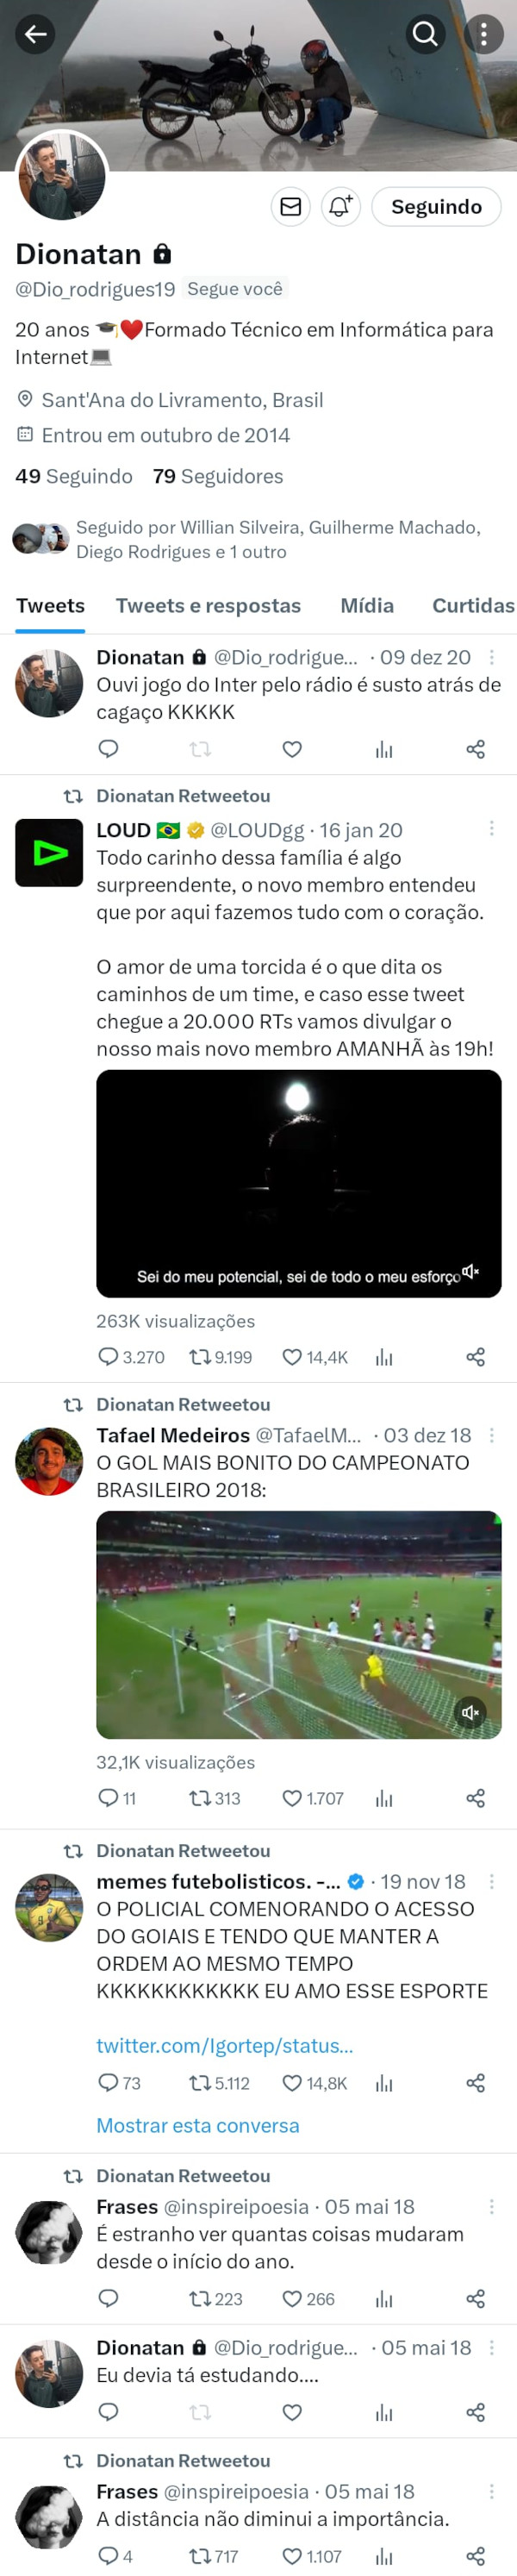 Seguindo
Dionatan
@Dio_rodrigues19 Segue você
20 anos 🎓❤️Formado Técnico em Informática para
Internet💻
Sant'Ana do Livramento, Brasil
Entrou em outubro de 2014
49 Seguindo 79 Seguidores
Seguido por Willian Silveira, Guilherme Machado,
Diego Rodrigues e 1 outro
Tweets Tweets e respostas Mídia Curtidas
Dionatan @Dio_rodrigue... · 09 dez 20
Ouvi jogo do Inter pelo rádio é susto atrás de
cagaço KKKKK
Dionatan Retweetou
LOUD 🇧🇷 @LOUDgg · 16 jan 20
Todo carinho dessa família é algo
surpreendente, o novo membro entendeu
que por aqui fazemos tudo com o coração.
O amor de uma torcida é o que dita os
caminhos de um time, e caso esse tweet
chegue a 20.000 RTs vamos divulgar o
nosso mais novo membro AMANHÃ às 19h!
Sei do meu potencial, sei de todo o meu esforço
263K visualizações
3.270 9.199 14,4K
Dionatan Retweetou
Tafael Medeiros @TafaelM... · 03 dez 18
O GOL MAIS BONITO DO CAMPEONATO
BRASILEIRO 2018:
32,1K visualizações
11 313 1.707
Dionatan Retweetou
memes futebolisticos. -... · 19 nov 18
O POLICIAL COMENORANDO O ACESSO
DO GOIAIS E TENDO QUE MANTER A
ORDEM AO MESMO TEMPO
KKKKKKKKKKKK EU AMO ESSE ESPORTE
twitter.com/Igortep/status...
73 5.112 14,8K
Mostrar esta conversa
Dionatan Retweetou
Frases @inspireipoesia · 05 mai 18
É estranho ver quantas coisas mudaram
desde o início do ano.
223 266
Dionatan @Dio_rodrigue... · 05 mai 18
Eu devia tá estudando....
Dionatan Retweetou
Frases @inspireipoesia · 05 mai 18
A distância não diminui a importância.
4 717 1.107